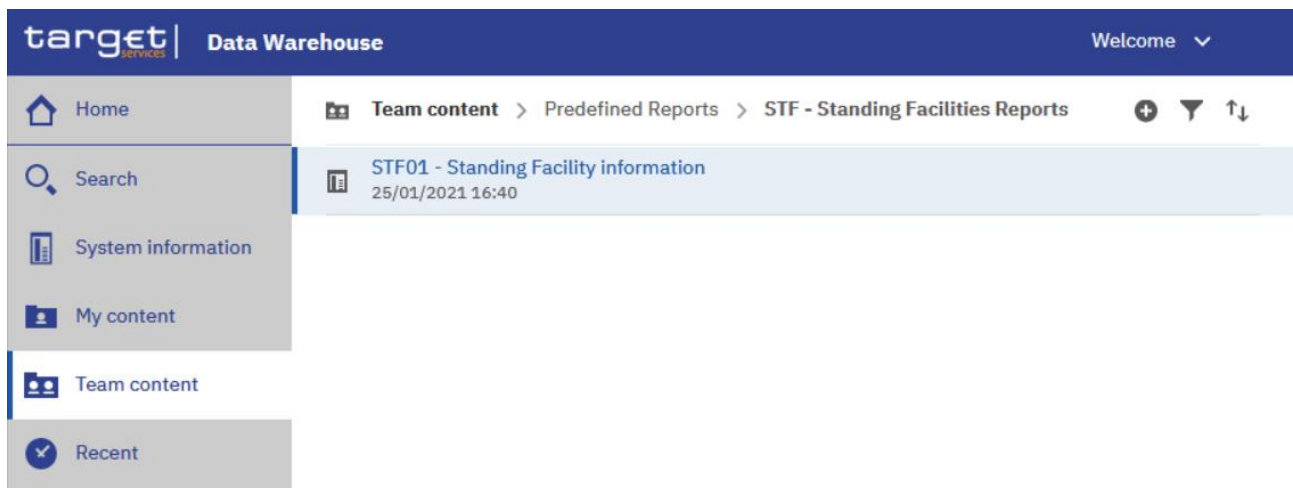 target services | Data Warehouse Welcome
Home
Team content > Predefined Reports > STF - Standing Facilities Reports
Search
STF01 - Standing Facility information
25/01/2021 16:40
System information
My content
Team content
Recent